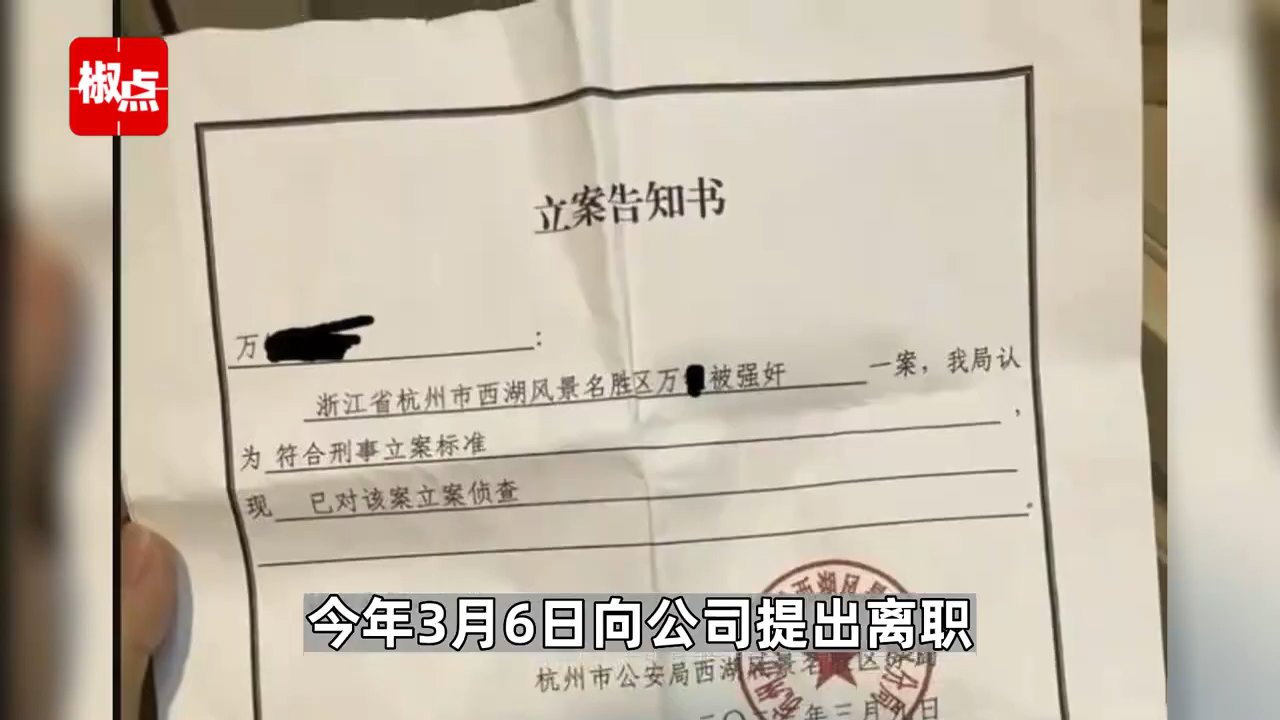 椒点
立案告知书
万 :
浙江省杭州市西湖风景名胜区万 被强奸 一案，我局认
为 符合刑事立案标准 ，
现 已对该案立案侦查
。
今年3月6日向公司提出离职
杭州市公安局西湖风景名胜区分局